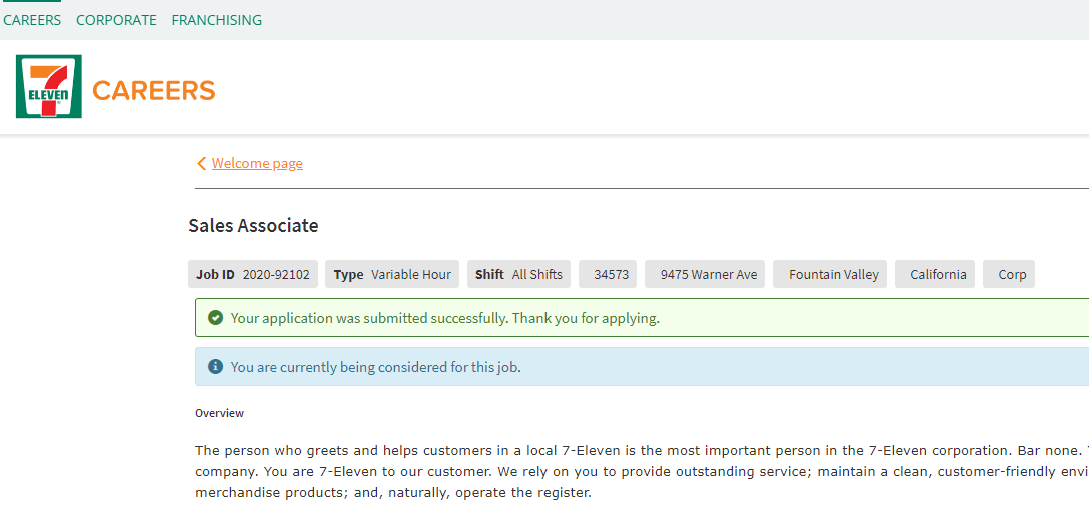 CAREERS CORPORATE FRANCHISING
7
ELEVEN
CAREERS
Welcome page
Sales Associate
Job ID 2020-92102 Type Variable Hour Shift All Shifts 34573 9475 Warner Ave Fountain Valley California Corp
Your application was submitted successfully. Thank you for applying.
You are currently being considered for this job.
Overview
The person who greets and helps customers in a local 7-Eleven is the most important person in the 7-Eleven corporation. Bar none.
company. You are 7-Eleven to our customer. We rely on you to provide outstanding service; maintain a clean, customer-friendly envi
merchandise products; and, naturally, operate the register.